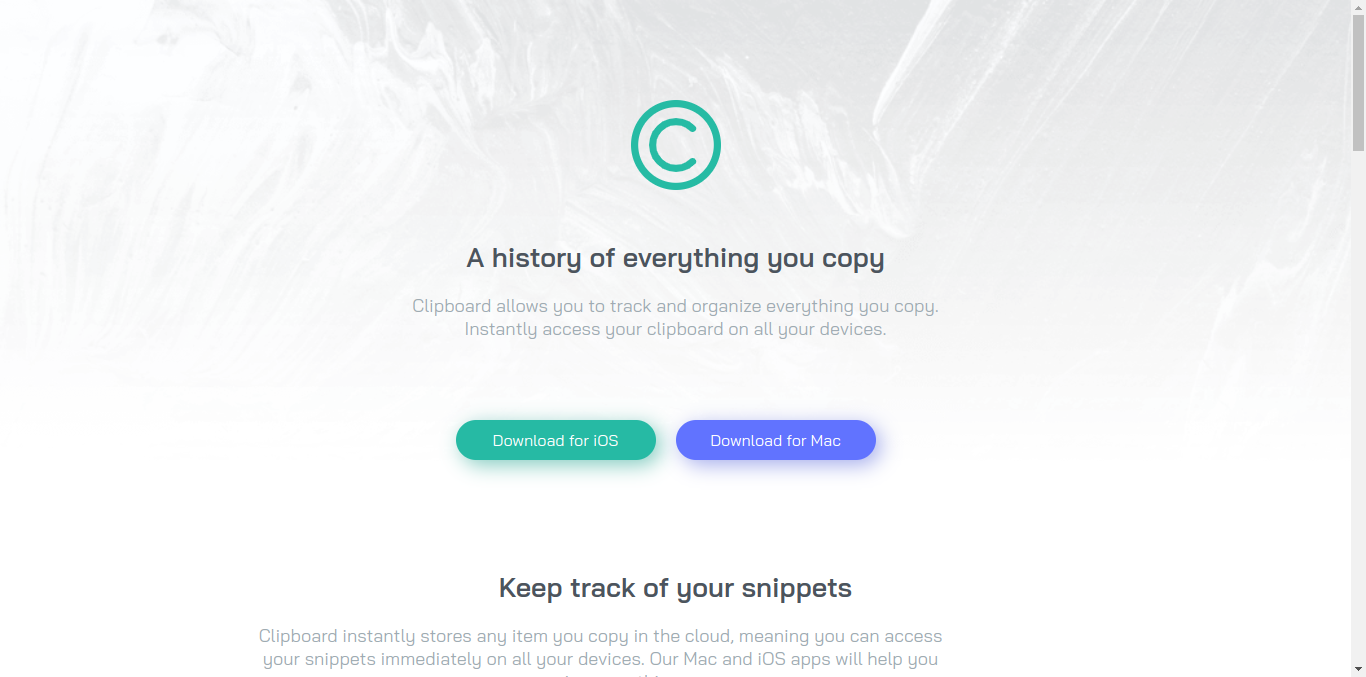 A history of everything you copy
Clipboard allows you to track and organize everything you copy.
Instantly access your clipboard on all your devices.
Download for iOS
Download for Mac
Keep track of your snippets
Clipboard instantly stores any item you copy in the cloud, meaning you can access
your snippets immediately on all your devices. Our Mac and iOS apps will help you